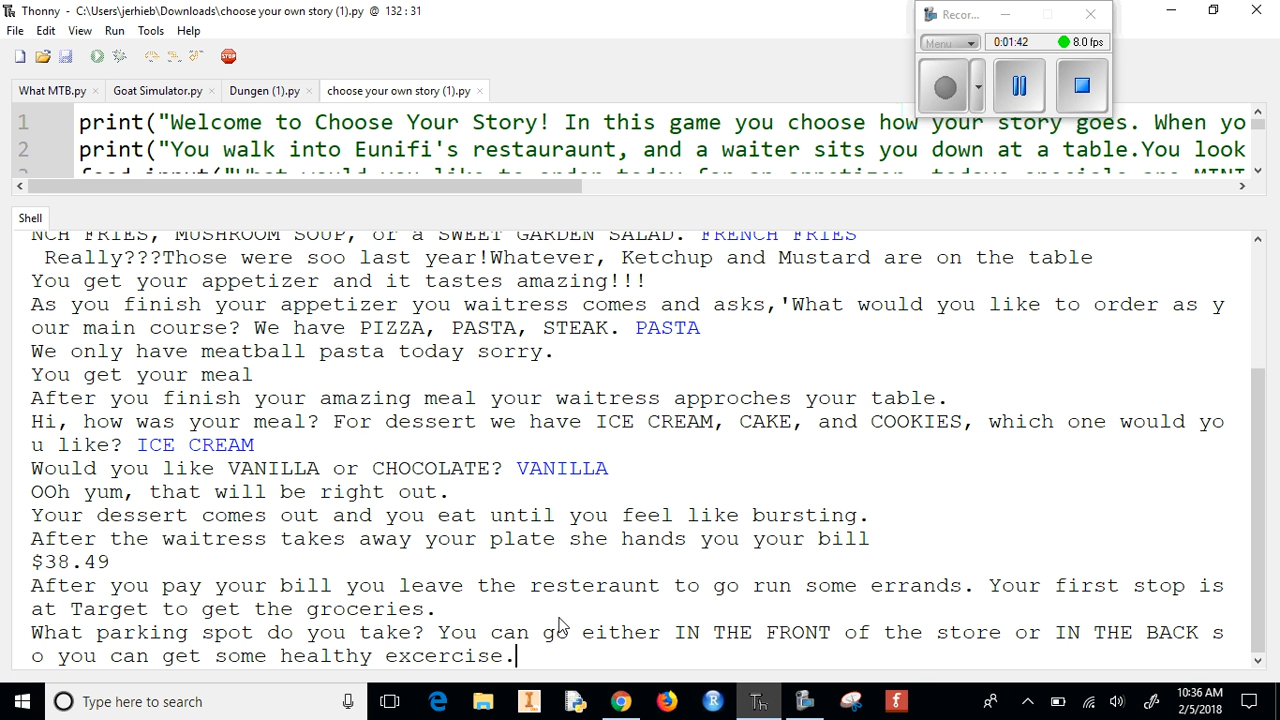 Thonny - C:\Users\jerhieb\Downloads\choose your own story (1).py @ 132 : 31
Recor...
File Edit View Run Tools Help
Menu 0:01:42 8.0 fps
STOP
What MTB.py Goat Simulator.py Dungen (1).py choose your own story (1).py
1 print("Welcome to Choose Your Story! In this game you choose how your story goes. When yo
2 print("You walk into Eunifi's restauraunt, and a waiter sits you down at a table.You look
Shell
NCH FRIES, MUSHROOM SOUP, or a SWEET GARDEN SALAD. FRENCH FRIES
Really???Those were soo last year!Whatever, Ketchup and Mustard are on the table
You get your appetizer and it tastes amazing!!!
As you finish your appetizer you waitress comes and asks,'What would you like to order as y
our main course? We have PIZZA, PASTA, STEAK. PASTA
We only have meatball pasta today sorry.
You get your meal
After you finish your amazing meal your waitress approches your table.
Hi, how was your meal? For dessert we have ICE CREAM, CAKE, and COOKIES, which one would yo
u like? ICE CREAM
Would you like VANILLA or CHOCOLATE? VANILLA
OOh yum, that will be right out.
Your dessert comes out and you eat until you feel like bursting.
After the waitress takes away your plate she hands you your bill
$38.49
After you pay your bill you leave the resteraunt to go run some errands. Your first stop is
at Target to get the groceries.
What parking spot do you take? You can go either IN THE FRONT of the store or IN THE BACK s
o you can get some healthy excercise.
Type here to search
10:36 AM
2/5/2018